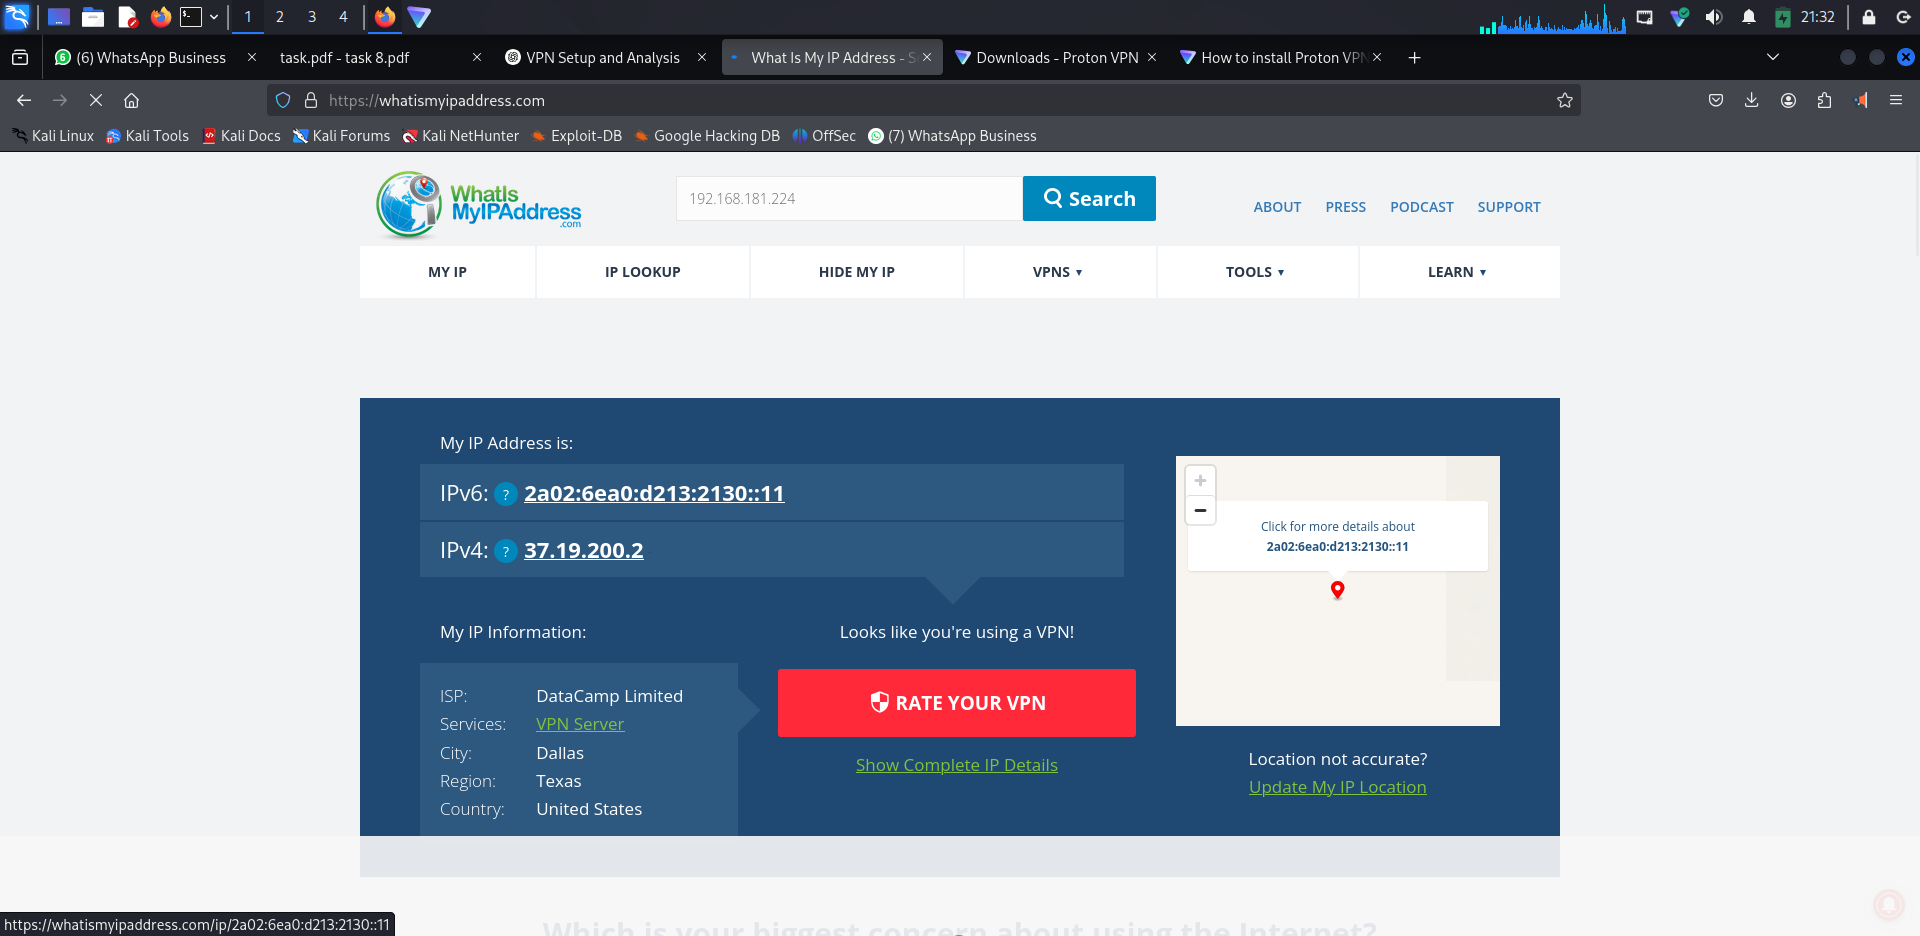 1 2 3 4 21:32
(6) WhatsApp Business task.pdf - task 8.pdf VPN Setup and Analysis What Is My IP Address - S Downloads - Proton VPN How to install Proton VPN
https://whatismyipaddress.com
Kali Linux Kali Tools Kali Docs Kali Forums Kali NetHunter Exploit-DB Google Hacking DB OffSec (7) WhatsApp Business
WhatIs
MyIPAddress
.com
192.168.181.224
Search
ABOUT PRESS PODCAST SUPPORT
MY IP IP LOOKUP HIDE MY IP VPNS TOOLS LEARN
My IP Address is:
IPv6: ? 2a02:6ea0:d213:2130::11
IPv4: ? 37.19.200.2
+
−
Click for more details about
2a02:6ea0:d213:2130::11
My IP Information:
Looks like you're using a VPN!
ISP: DataCamp Limited
Services: VPN Server
City: Dallas
Region: Texas
Country: United States
RATE YOUR VPN
Show Complete IP Details
Location not accurate?
Update My IP Location
Which is your biggest concern about using the Internet?
https://whatismyipaddress.com/ip/2a02:6ea0:d213:2130::11